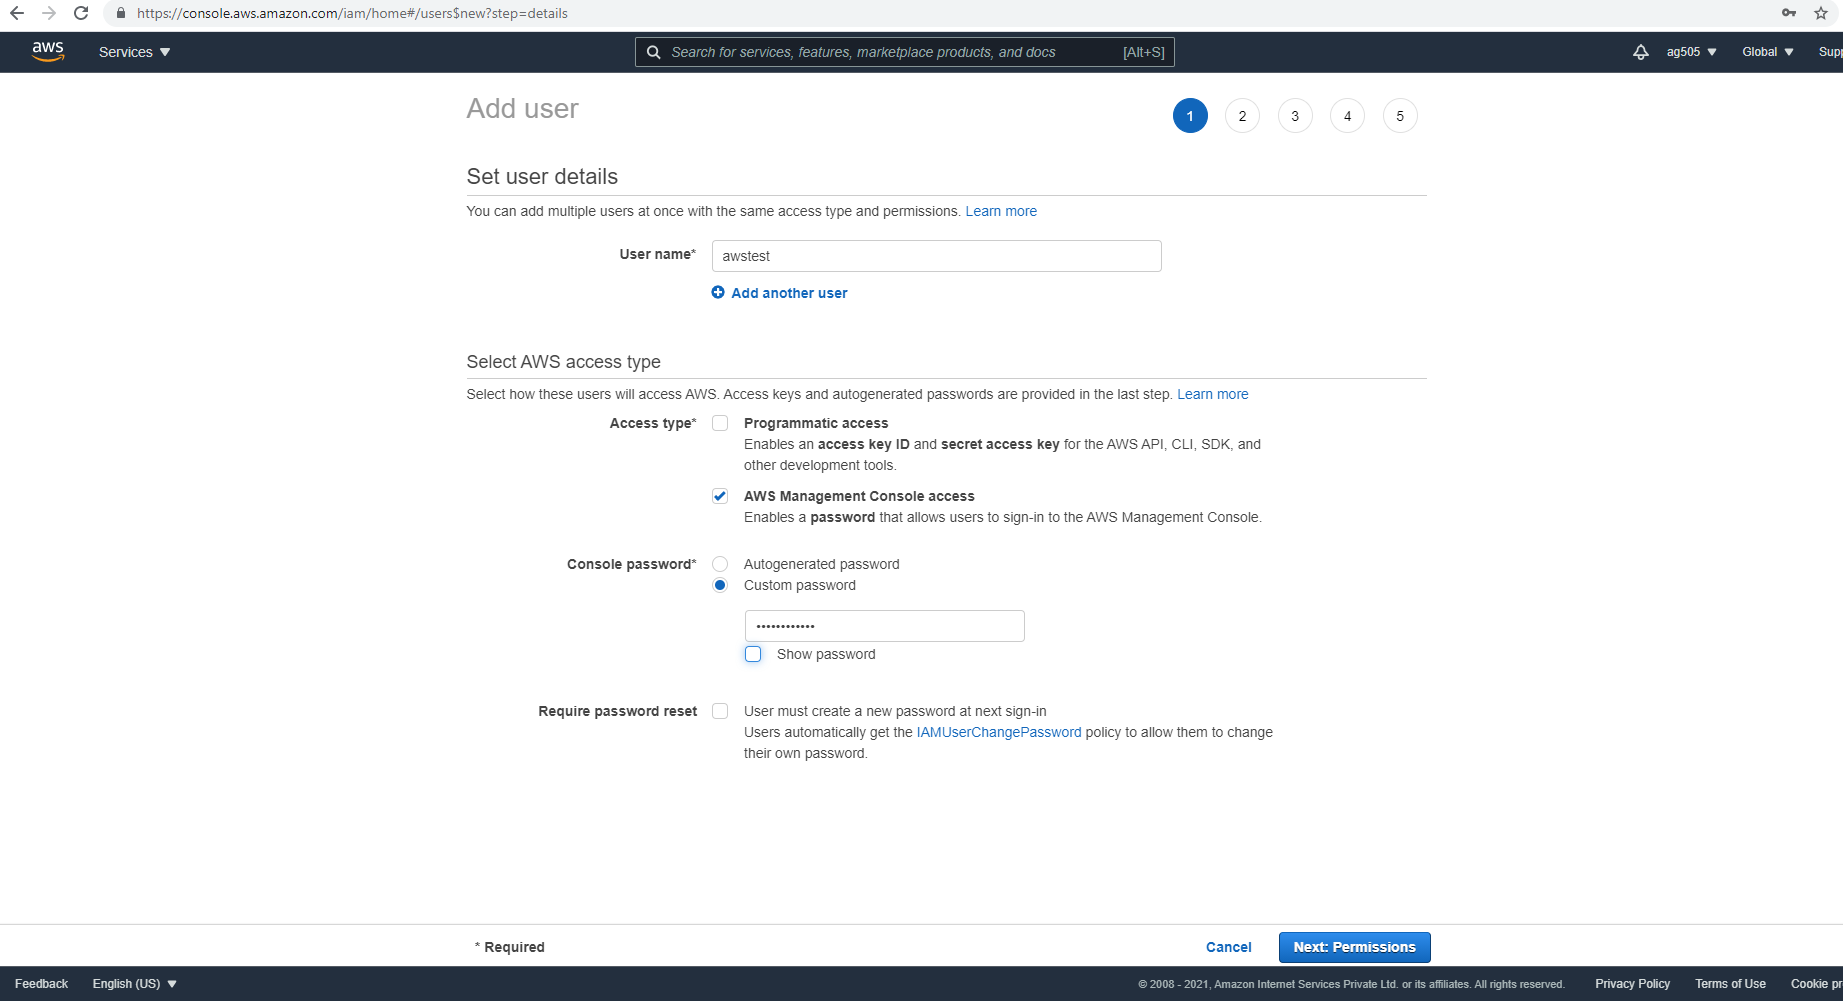 https://console.aws.amazon.com/iam/home#/users$new?step=details
aws Services Search for services, features, marketplace products, and docs [Alt+S] ag505 Global Supp
Add user 1 2 3 4 5
Set user details
You can add multiple users at once with the same access type and permissions. Learn more
User name* awstest
Add another user
Select AWS access type
Select how these users will access AWS. Access keys and autogenerated passwords are provided in the last step. Learn more
Access type* Programmatic access
Enables an access key ID and secret access key for the AWS API, CLI, SDK, and
other development tools.
AWS Management Console access
Enables a password that allows users to sign-in to the AWS Management Console.
Console password* Autogenerated password
Custom password
••••••••••••
Show password
Require password reset User must create a new password at next sign-in
Users automatically get the IAMUserChangePassword policy to allow them to change
their own password.
* Required Cancel Next: Permissions
Feedback English (US) © 2008 - 2021, Amazon Internet Services Private Ltd. or its affiliates. All rights reserved. Privacy Policy Terms of Use Cookie pr